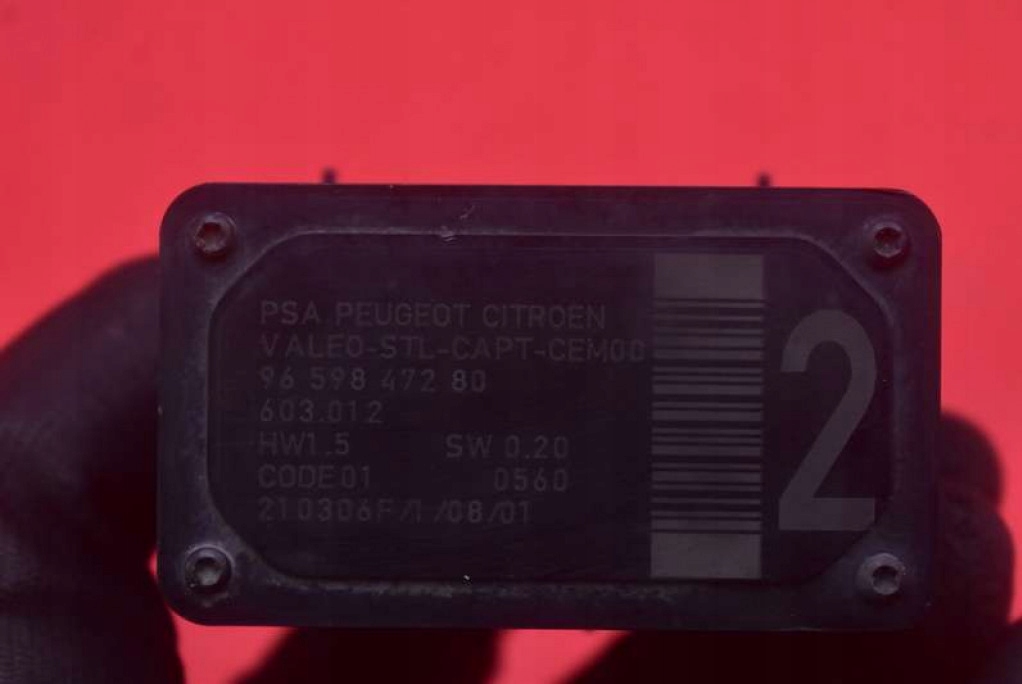 PSA PEUGEOT CITROEN
VALEO-STL-CAPT-CEM00
96 598 472 80
603.012
HW1.5 SW 0.20
CODE01 0560
210306F/1/08/01
2